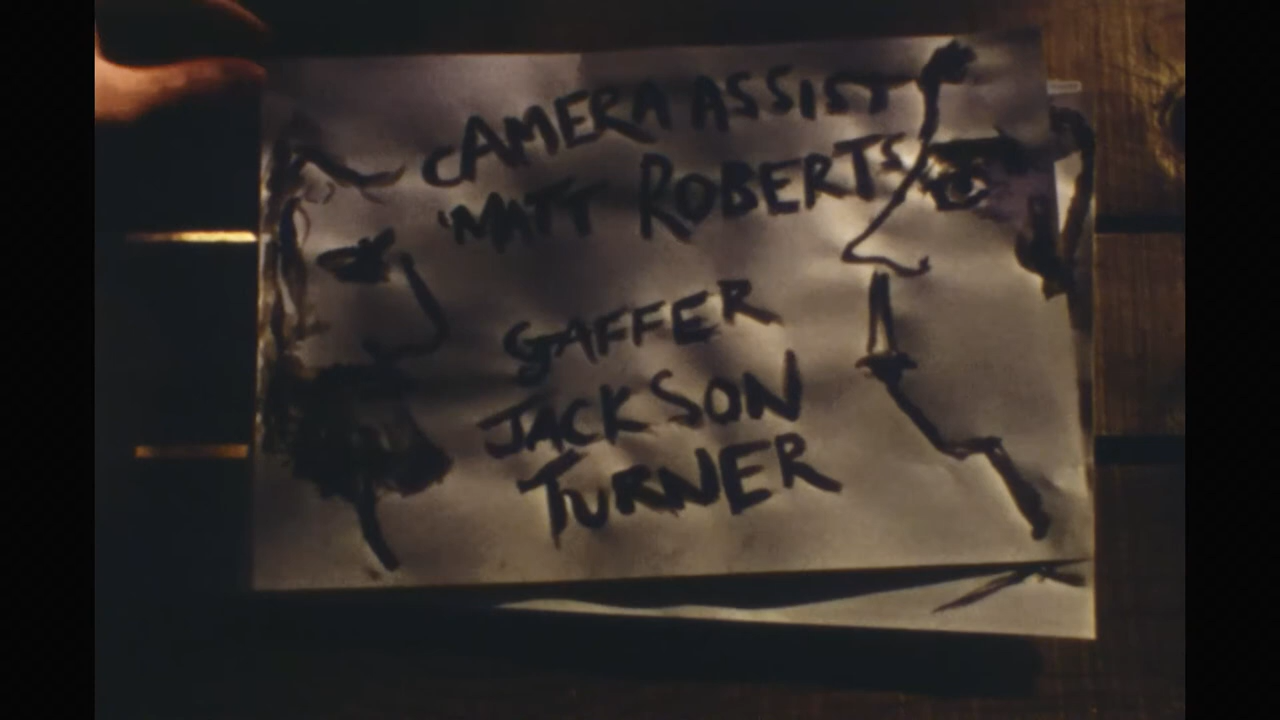 CAMERA ASSIST
MATT ROBERTS
GAFFER
JACKSON
TURNER